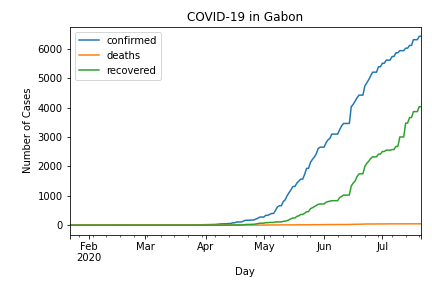 COVID-19 in Gabon
confirmed
deaths
recovered
Number of Cases
6000
5000
4000
3000
2000
1000
0
Feb Mar Apr May Jun Jul
2020
Day